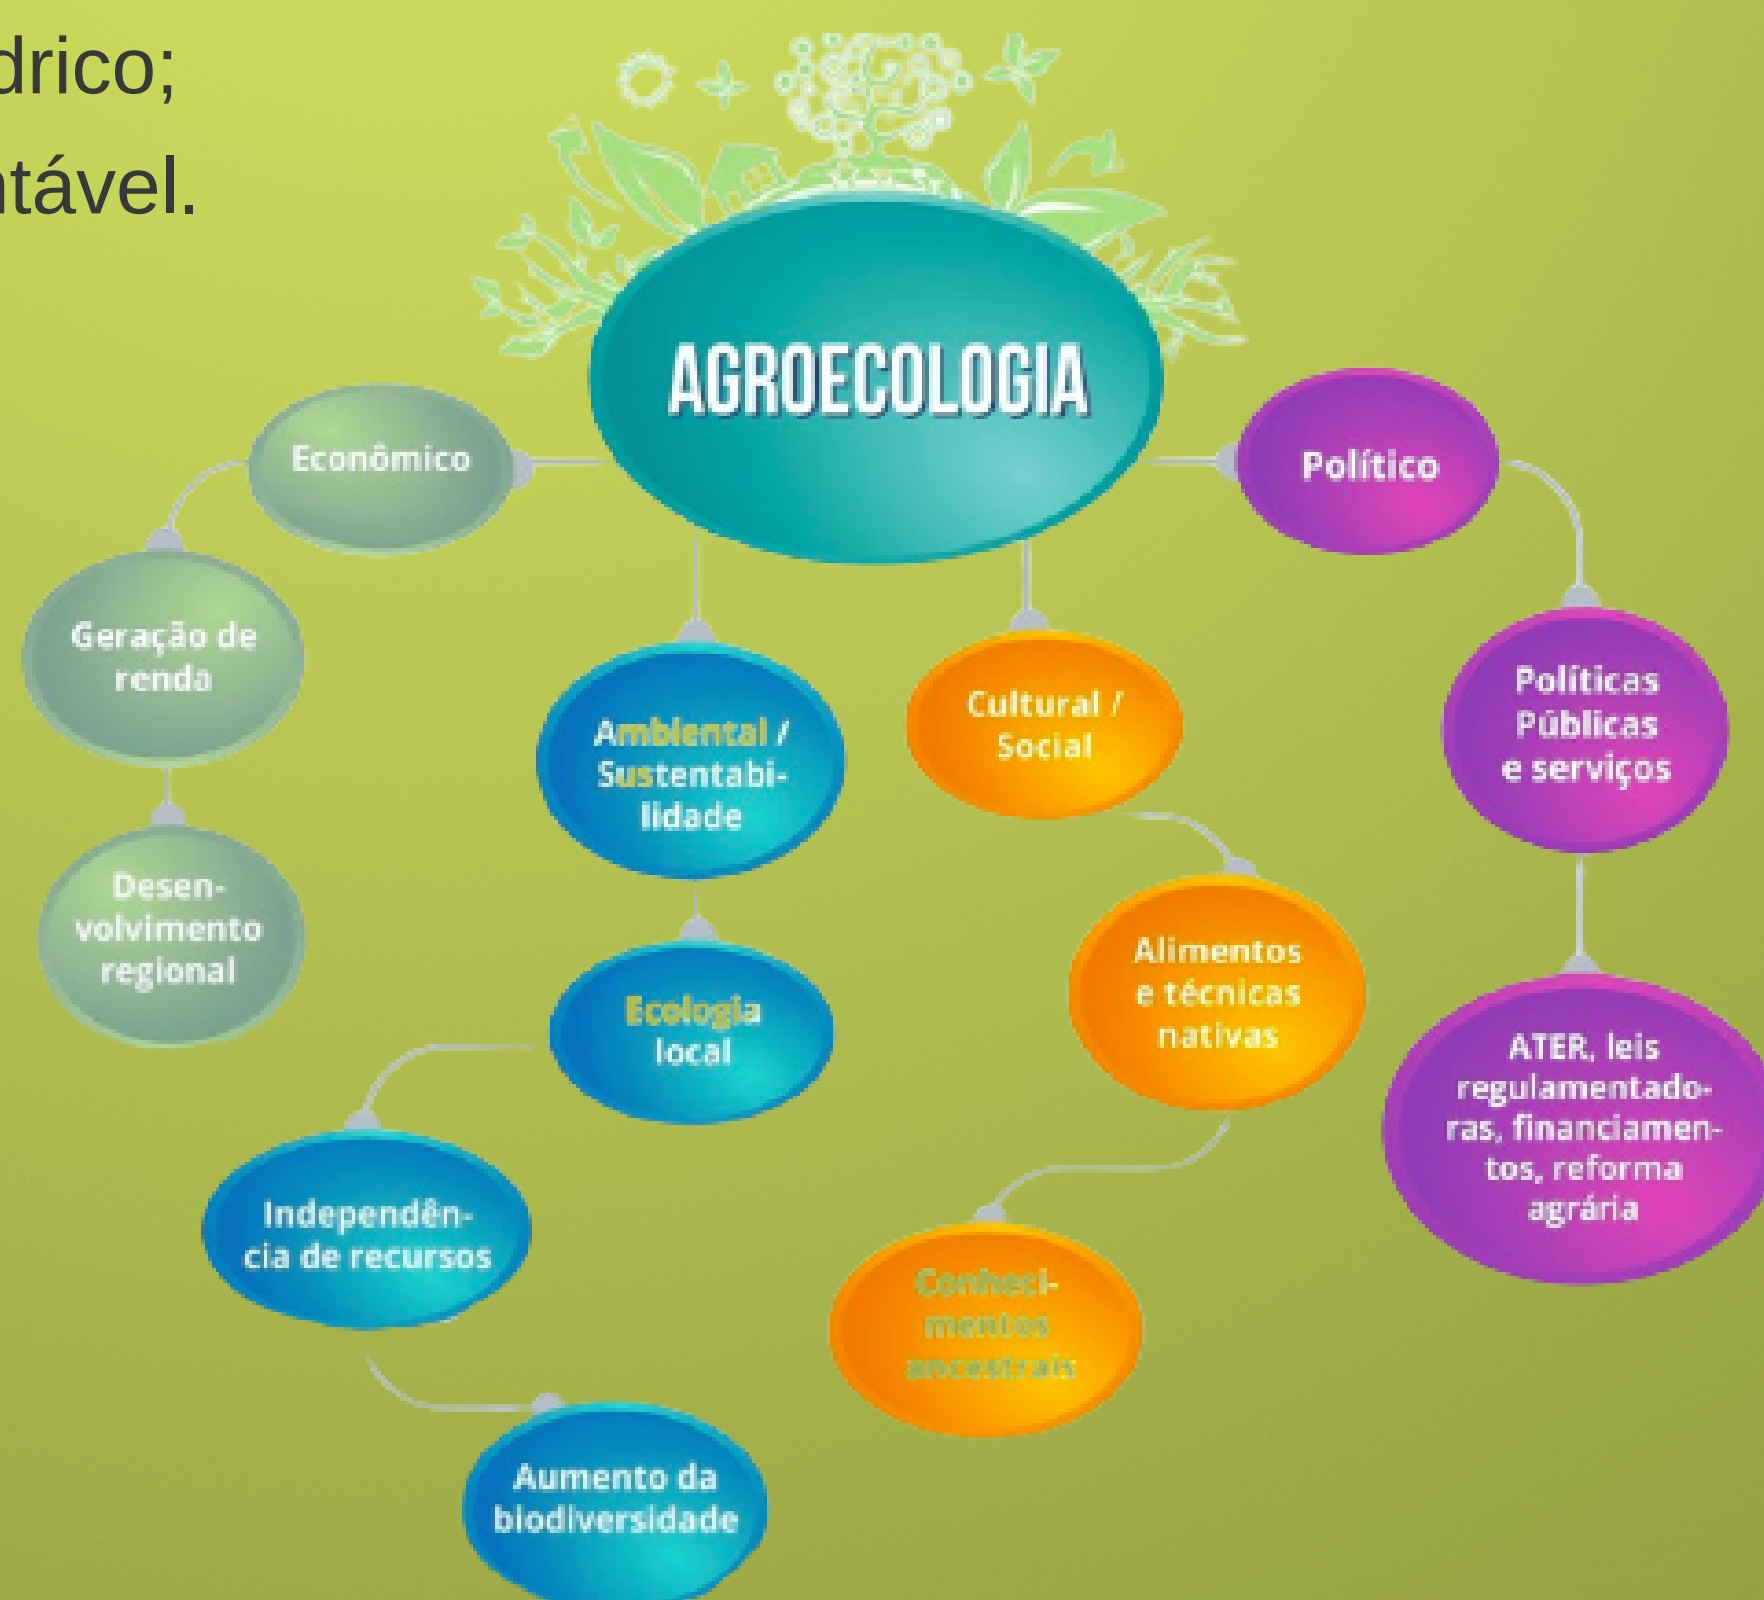 drico;
ntável.
AGROECOLOGIA
Econômico
Geração de
renda
Desen-
volvimento
regional
Ambiental /
Sustentabi-
lidade
Ecologia
local
Independên-
cia de recursos
Aumento da
biodiversidade
Cultural /
Social
Alimentos
e técnicas
nativas
Conheci-
mentos
ancestrais
Político
Políticas
Públicas
e serviços
ATER, leis
regulamentado-
ras, financiamen-
tos, reforma
agrária